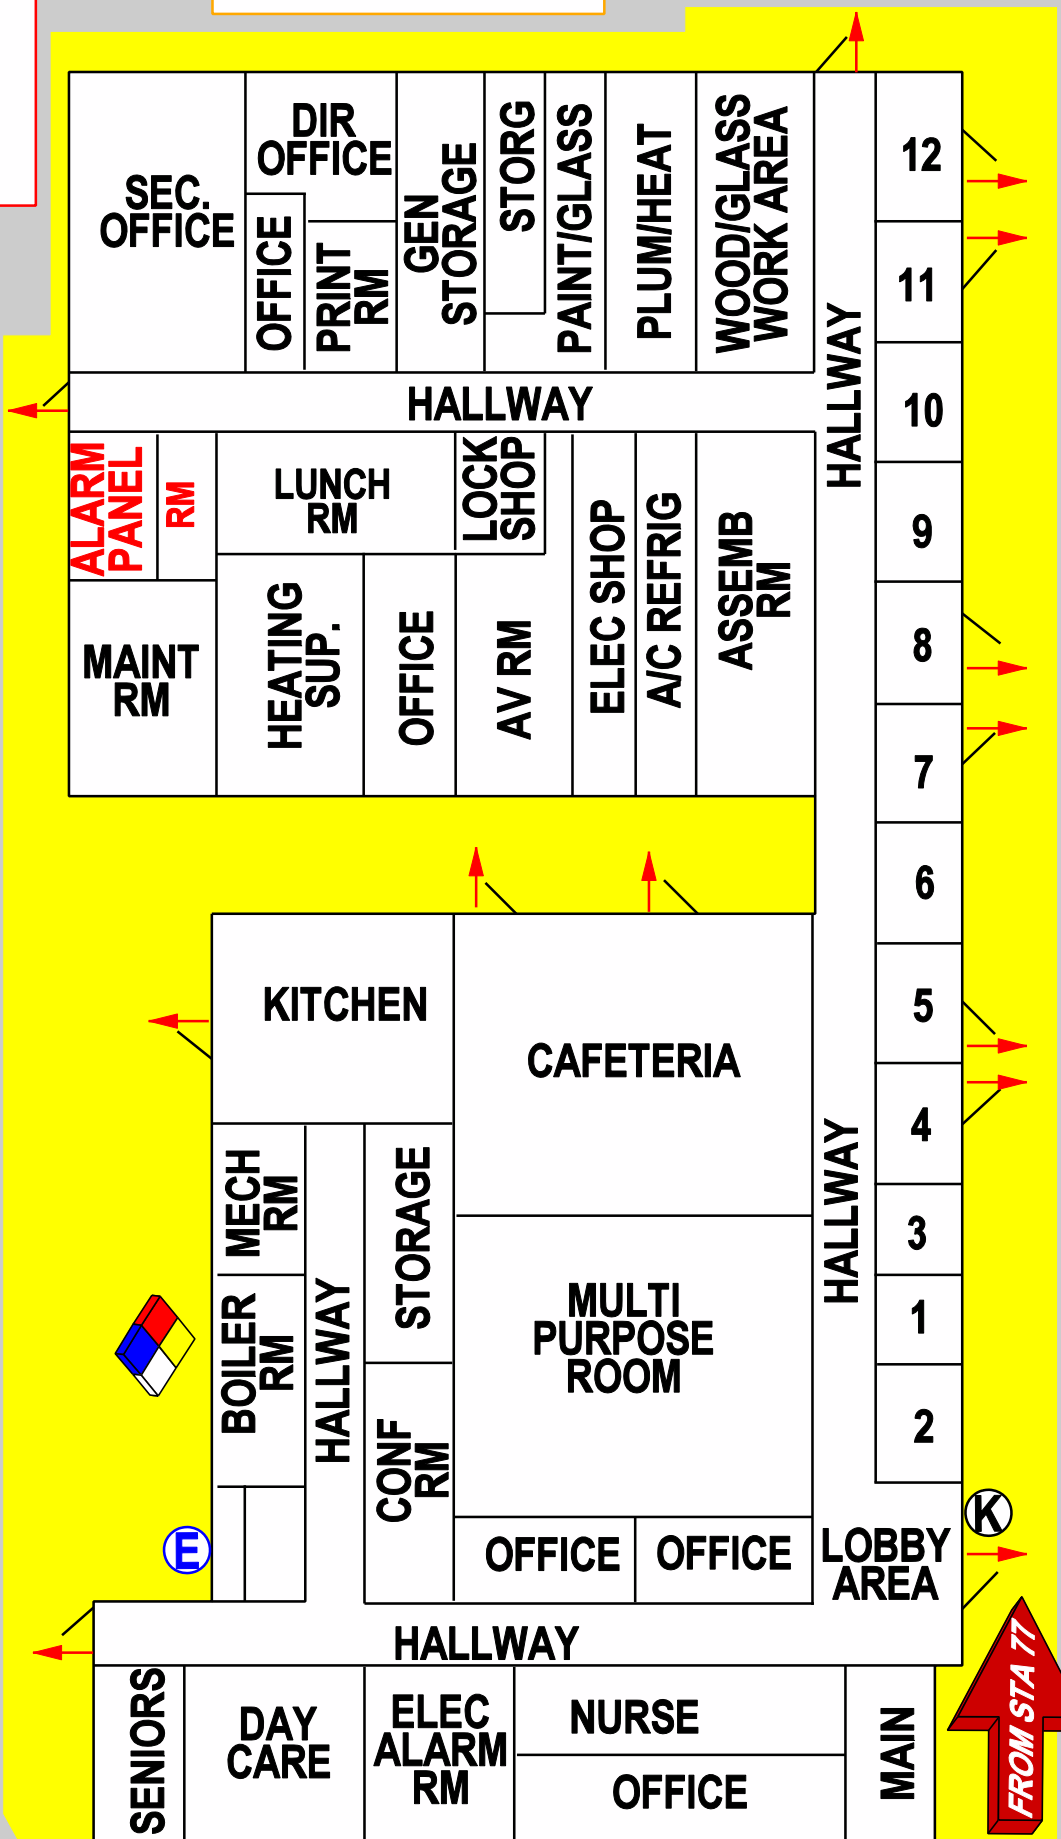 DIR
OFFICE
SEC.
OFFICE
OFFICE
PRINT
RM
GEN
STORAGE
STORG
PAINT/GLASS
PLUM/HEAT
WOOD/GLASS
WORK AREA
12
11
10
HALLWAY
HALLWAY
ALARM
PANEL
RM
LUNCH
RM
LOCK
SHOP
ELEC SHOP
A/C REFRIG
ASSEMB
RM
9
8
7
MAINT
RM
HEATING
SUP.
OFFICE
AV RM
6
5
4
KITCHEN
CAFETERIA
MECH
RM
STORAGE
HALLWAY
3
1
2
BOILER
RM
HALLWAY
MULTI
PURPOSE
ROOM
CONF
RM
K
E
OFFICE
OFFICE
LOBBY
AREA
HALLWAY
FROM STA 77
SENIORS
DAY
CARE
ELEC
ALARM
RM
NURSE
OFFICE
MAIN